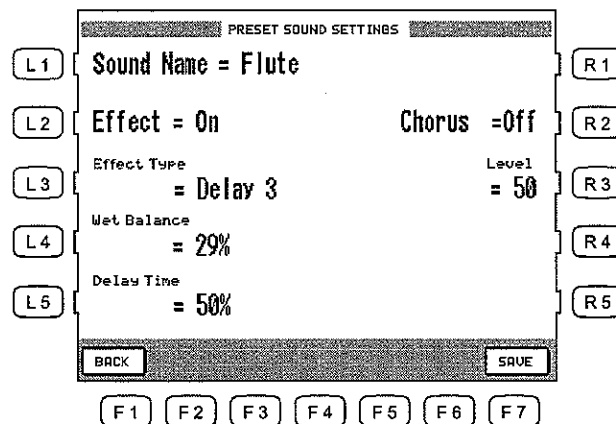 PRESET SOUND SETTINGS
L1 Sound Name = Flute R1
L2 Effect = On Chorus =Off R2
Effect Type Level
L3 = Delay 3 = 50 R3
Wet Balance
L4 = 29% R4
Delay Time
L5 = 50% R5
BACK SAVE
F1 F2 F3 F4 F5 F6 F7